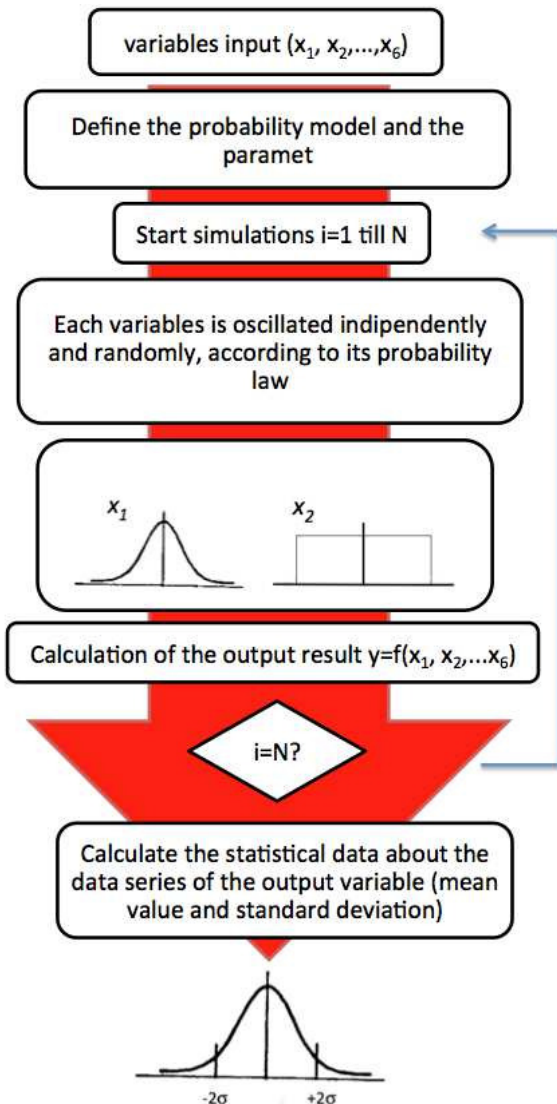 variables input (x₁, x₂,...,x₆)
Define the probability model and the
paramet
Start simulations i=1 till N
Each variables is oscillated indipendently
and randomly, according to its probability
law
x₁
x₂
Calculation of the output result y=f(x₁, x₂,...x₆)
i=N?
Calculate the statistical data about the
data series of the output variable (mean
value and standard deviation)
-2σ
+2σ